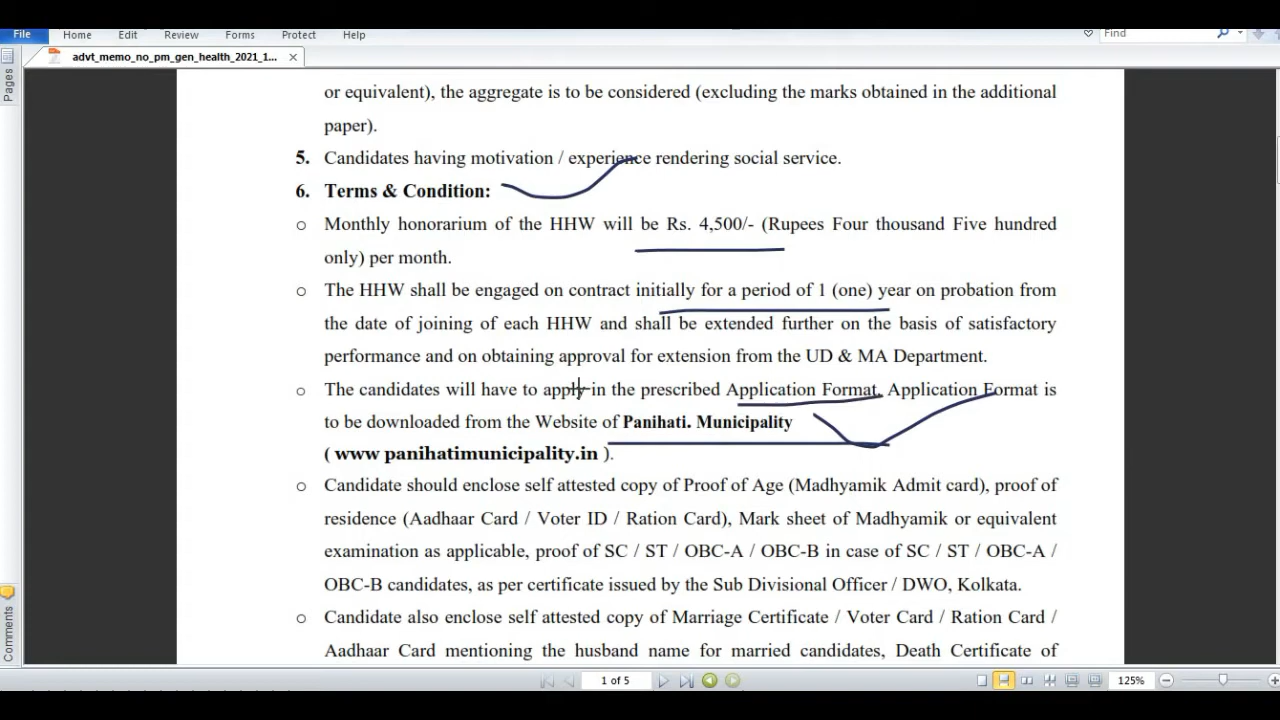 File Home Edit Review Forms Protect Help Find
advt_memo_no_pm_gen_health_2021_1...
Pages
or equivalent), the aggregate is to be considered (excluding the marks obtained in the additional
paper).
5. Candidates having motivation / experience rendering social service.
6. Terms & Condition:
o Monthly honorarium of the HHW will be Rs. 4,500/- (Rupees Four thousand Five hundred
only) per month.
o The HHW shall be engaged on contract initially for a period of 1 (one) year on probation from
the date of joining of each HHW and shall be extended further on the basis of satisfactory
performance and on obtaining approval for extension from the UD & MA Department.
o The candidates will have to apply in the prescribed Application Format. Application Format is
to be downloaded from the Website of Panihati. Municipality
( www panihatimunicipality.in ).
o Candidate should enclose self attested copy of Proof of Age (Madhyamik Admit card), proof of
residence (Aadhaar Card / Voter ID / Ration Card), Mark sheet of Madhyamik or equivalent
examination as applicable, proof of SC / ST / OBC-A / OBC-B in case of SC / ST / OBC-A /
OBC-B candidates, as per certificate issued by the Sub Divisional Officer / DWO, Kolkata.
o Candidate also enclose self attested copy of Marriage Certificate / Voter Card / Ration Card /
Aadhaar Card mentioning the husband name for married candidates, Death Certificate of
Comments
1 of 5
125%